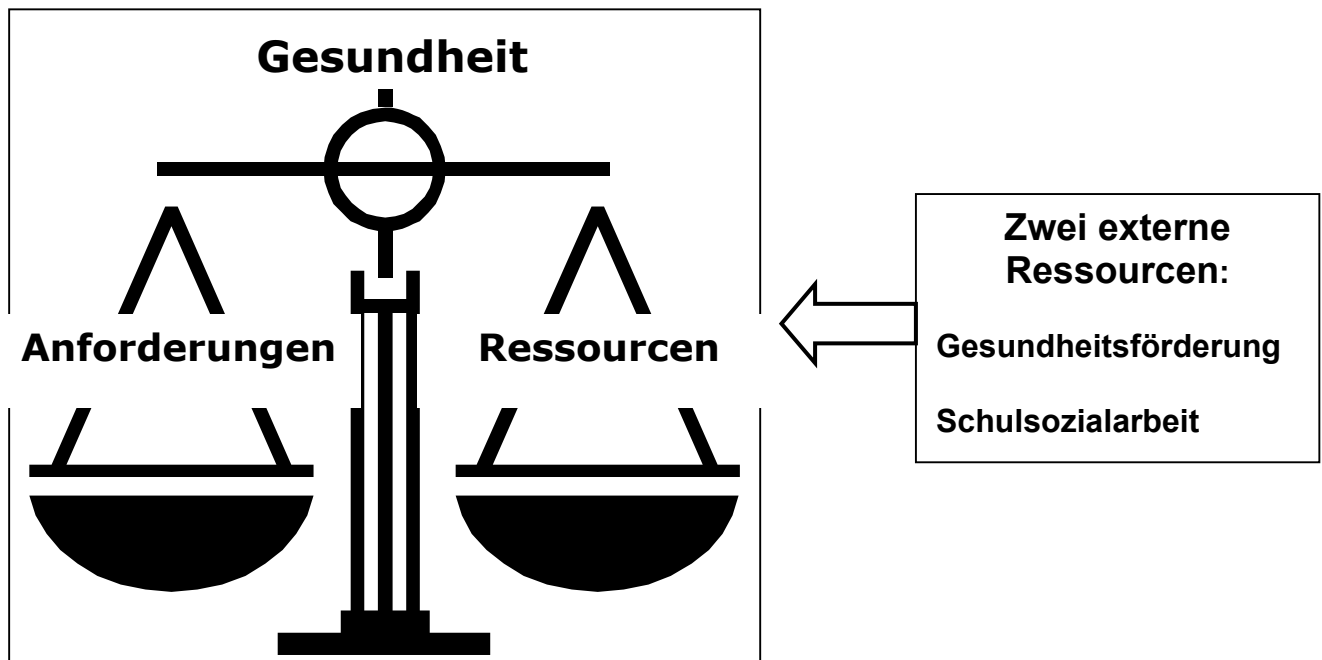 Gesundheit
Anforderungen
Ressourcen
Zwei externe
Ressourcen:
Gesundheitsförderung
Schulsozialarbeit